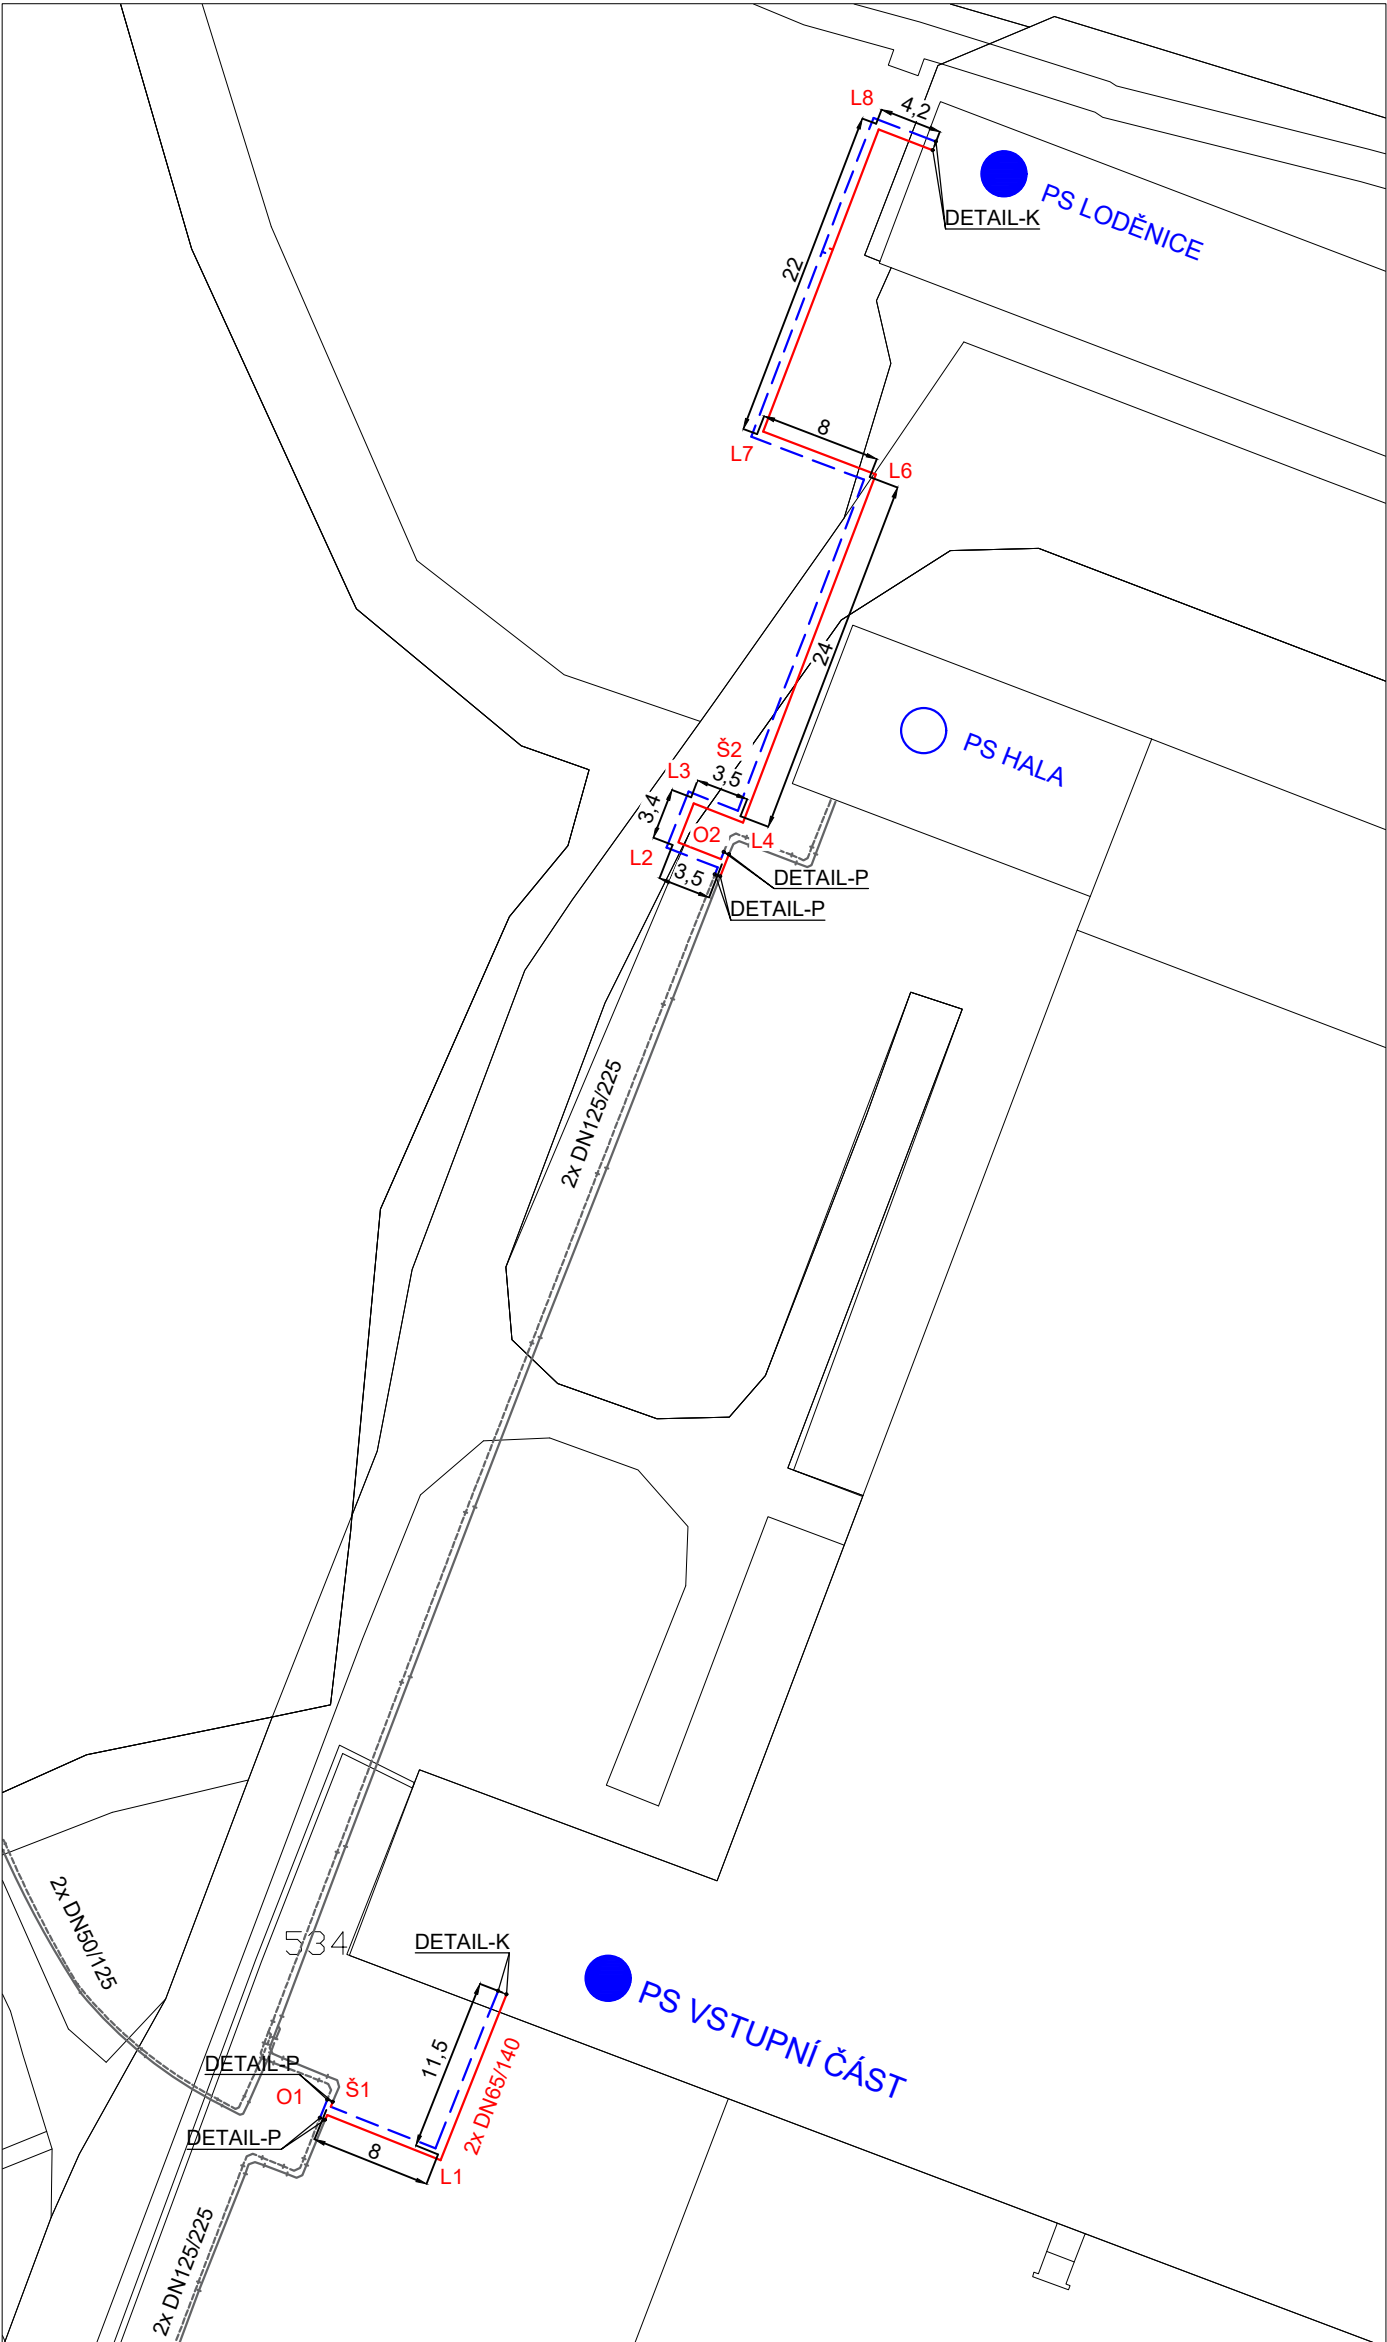 L8
4,2
DETAIL-K
PS LODĚNICE
22
8
L7
L6
24
PS HALA
Š2
L3
3,5
3,4
O2
L4
L2
3,5
DETAIL-P
DETAIL-P
2x DN125/225
2x DN50/125
534
DETAIL-K
PS VSTUPNÍ ČÁST
11,5
2x DN65/140
DETAIL-P
O1
Š1
DETAIL-P
8
L1
2x DN125/225